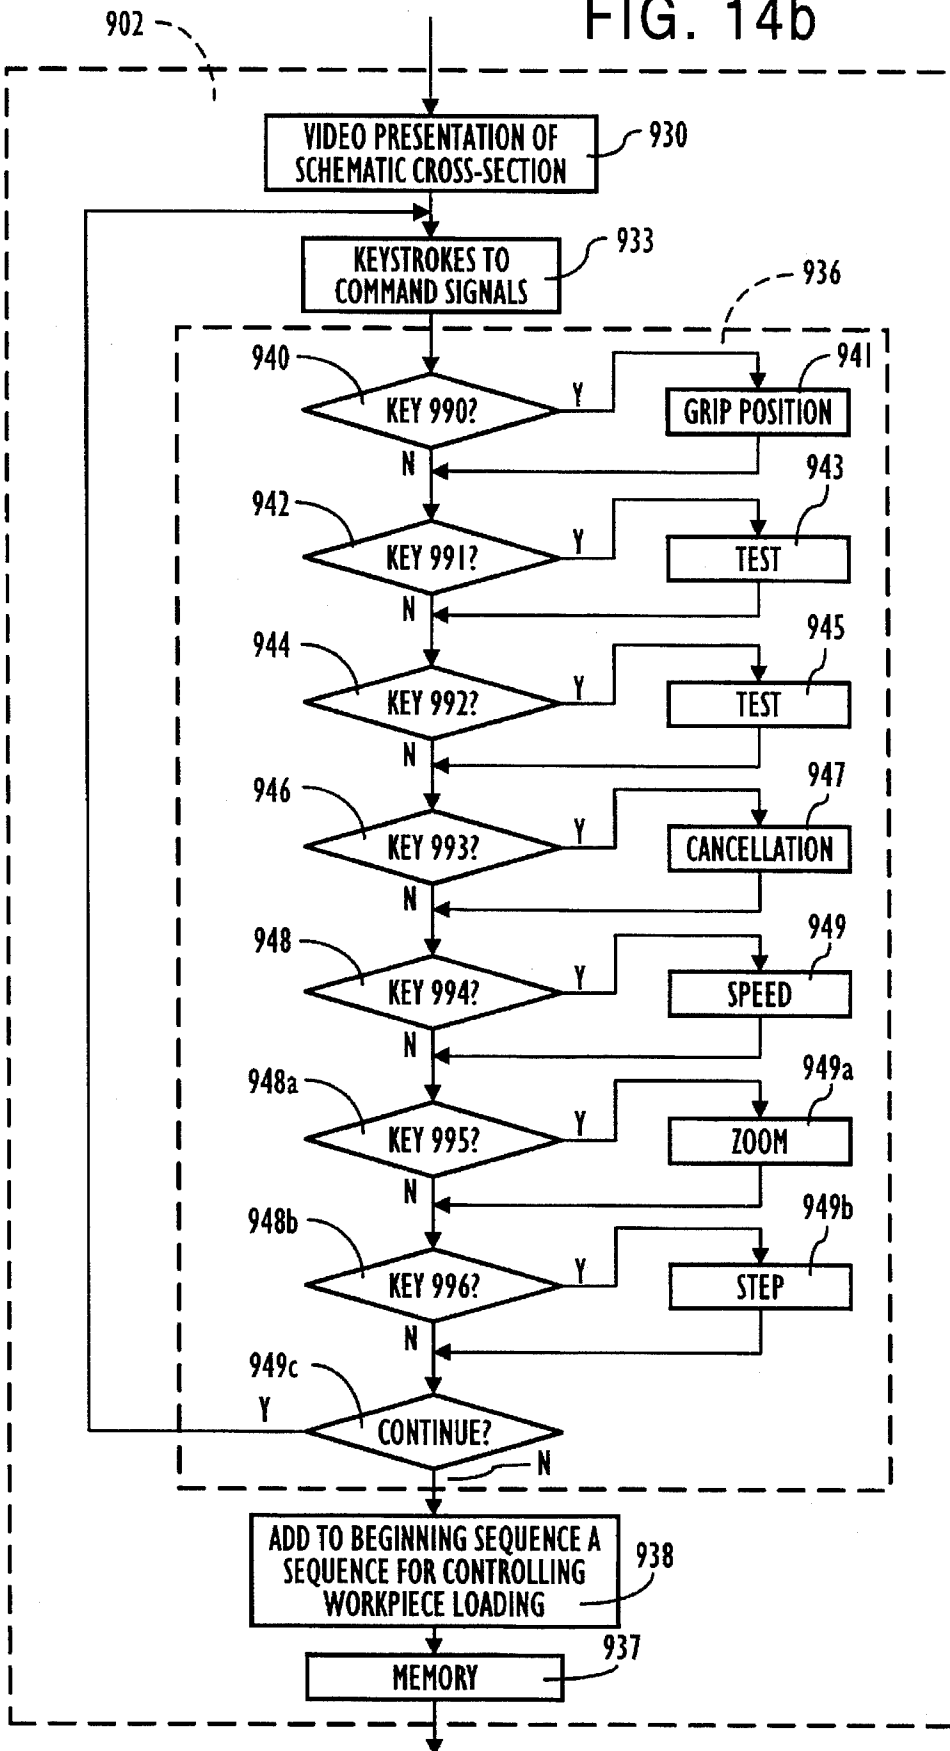 FIG. 14b
902
VIDEO PRESENTATION OF
SCHEMATIC CROSS-SECTION
930
KEYSTROKES TO
COMMAND SIGNALS
933
936
940
KEY 990?
Y
N
GRIP POSITION
941
942
KEY 991?
Y
N
TEST
943
944
KEY 992?
Y
N
TEST
945
946
KEY 993?
Y
N
CANCELLATION
947
948
KEY 994?
Y
N
SPEED
949
948a
KEY 995?
Y
N
ZOOM
949a
948b
KEY 996?
Y
N
STEP
949b
949c
Y
CONTINUE?
N
ADD TO BEGINNING SEQUENCE A
SEQUENCE FOR CONTROLLING
WORKPIECE LOADING
938
MEMORY
937